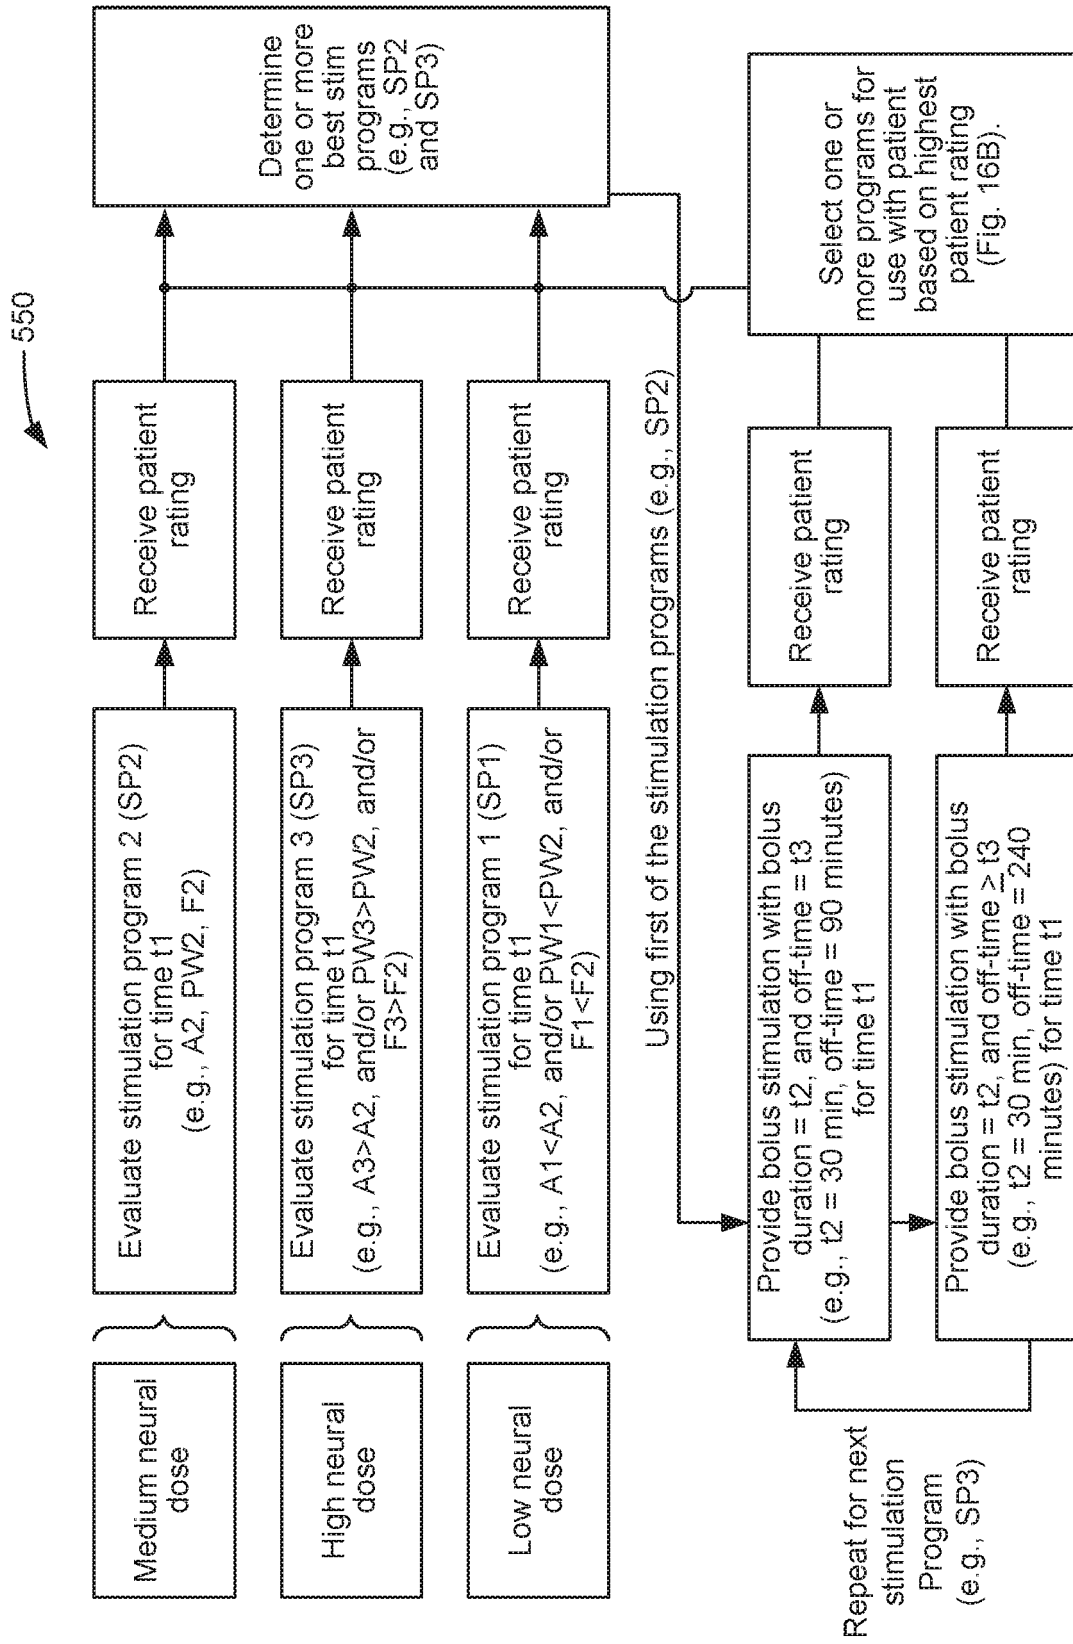 550
Medium neural
dose
Evaluate stimulation program 2 (SP2)
for time t1
(e.g., A2, PW2, F2)
Receive patient
rating
High neural
dose
Evaluate stimulation program 3 (SP3)
for time t1
(e.g., A3>A2, and/or PW3>PW2, and/or
F3>F2)
Receive patient
rating
Low neural
dose
Evaluate stimulation program 1 (SP1)
for time t1
(e.g., A1<A2, and/or PW1<PW2, and/or
F1<F2)
Receive patient
rating
Determine
one or more
best stim
programs
(e.g., SP2
and SP3)
Using first of the stimulation programs (e.g., SP2)
Provide bolus stimulation with bolus
duration = t2, and off-time = t3
(e.g., t2 = 30 min, off-time = 90 minutes)
for time t1
Receive patient
rating
Repeat for next
stimulation
Program
(e.g., SP3)
Provide bolus stimulation with bolus
duration = t2, and off-time ≥ t3
(e.g., t2 = 30 min, off-time = 240
minutes) for time t1
Receive patient
rating
Select one or
more programs for
use with patient
based on highest
patient rating
(Fig. 16B).